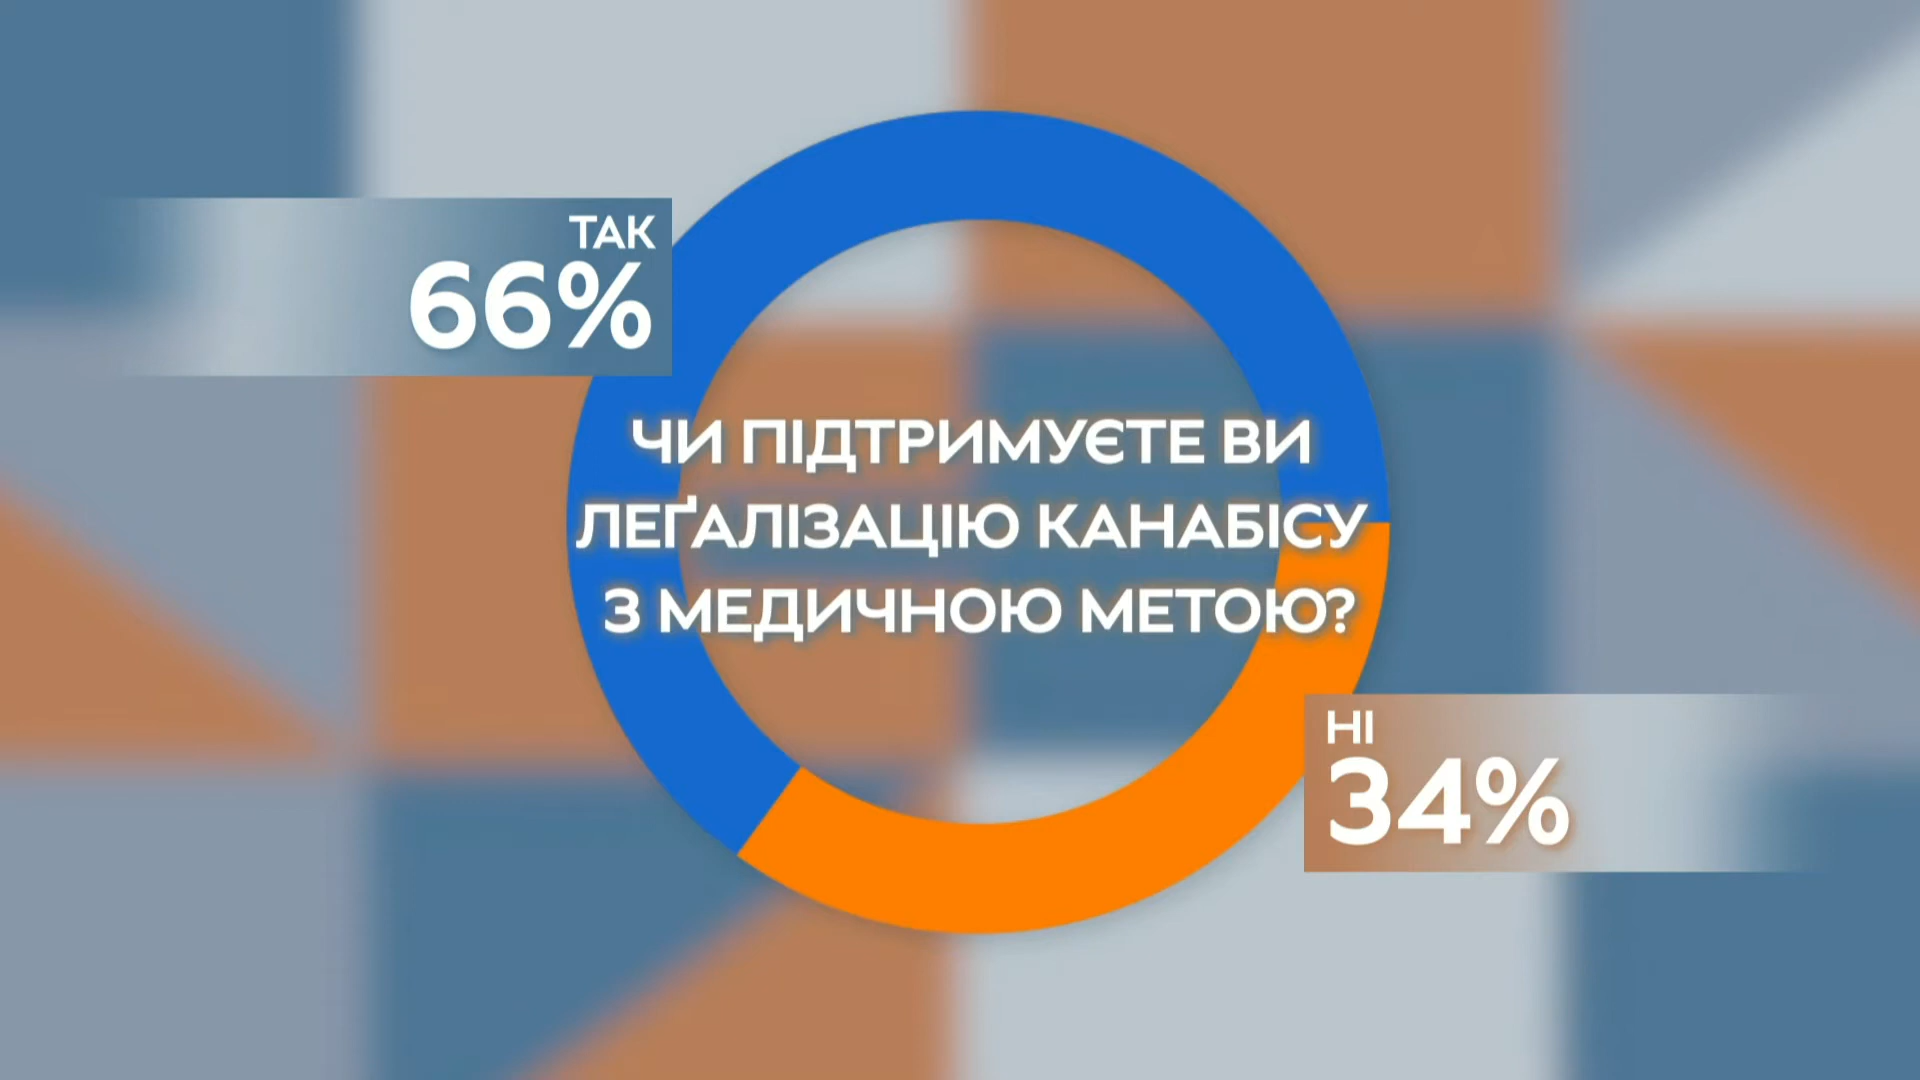 ТАК
66%
ЧИ ПІДТРИМУЄТЕ ВИ
ЛЕҐАЛІЗАЦІЮ КАНАБІСУ
З МЕДИЧНОЮ МЕТОЮ?
НІ
34%